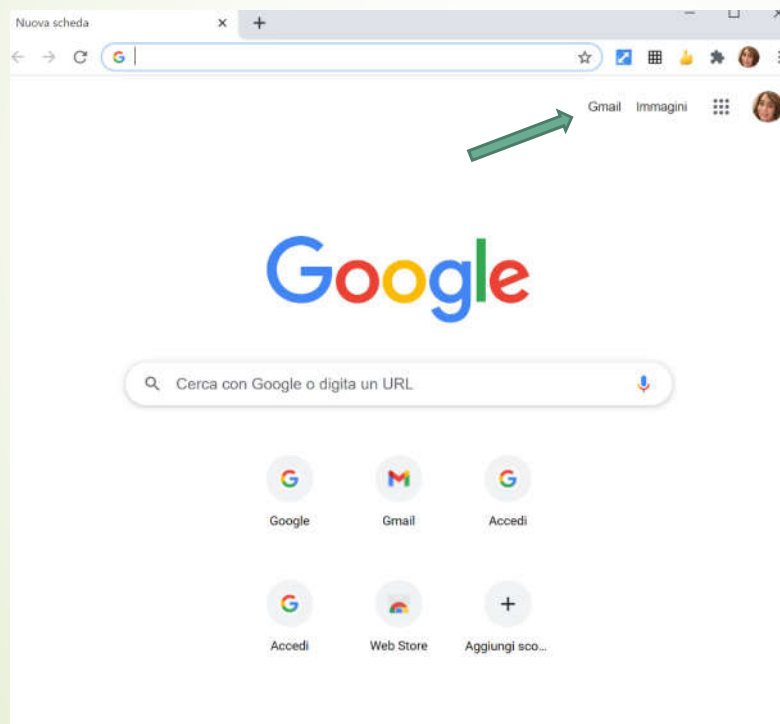 Nuova scheda
Gmail Immagini
Google
Cerca con Google o digita un URL
Google Gmail Accedi
Accedi Web Store Aggiungi sco...